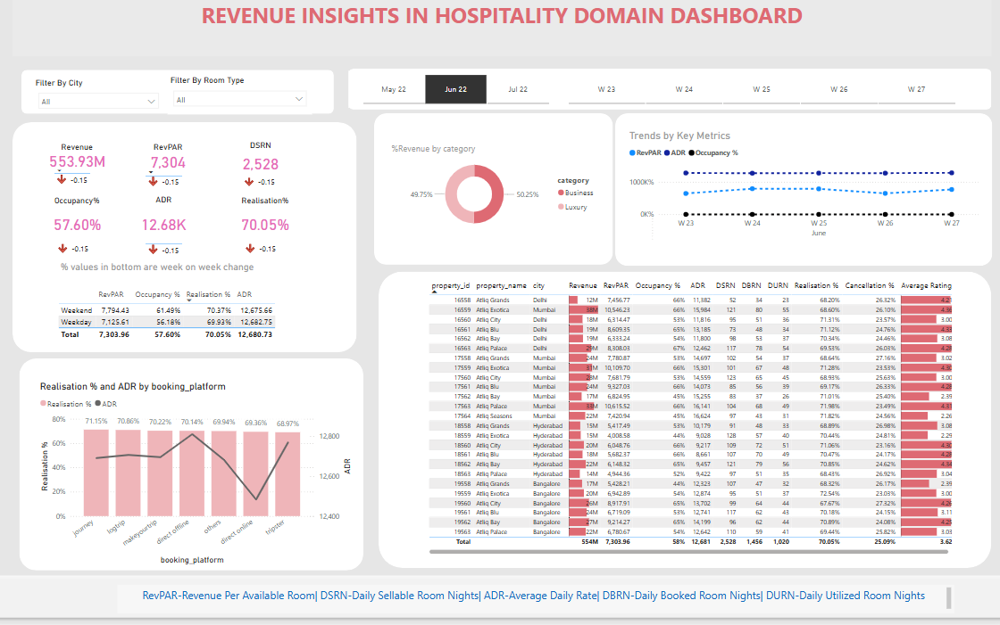 REVENUE INSIGHTS IN HOSPITALITY DOMAIN DASHBOARD
Filter By City
All
Filter By Room Type
All
May 22 Jun 22 Jul 22 W 23 W 24 W 25 W 26 W 27
Revenue RevPAR DSRN
553.93M 7,304 2,528
-0.15 -0.15 -0.15
Occupancy% ADR Realisation%
57.60% 12.68K 70.05%
-0.15 -0.15 -0.15
% values in bottom are week on week change
RevPAR Occupancy % Realisation % ADR
Weekend 7,794.43 61.49% 70.37% 12,675.66
Weekday 7,125.61 56.18% 69.93% 12,682.75
Total 7,303.96 57.60% 70.05% 12,680.73
%Revenue by category
49.75% 50.25%
category
Business
Luxury
Trends by Key Metrics
RevPAR ADR Occupancy %
1000K%
0K%
W 23 W 24 W 25 W 26 W 27
June
Realisation % and ADR by booking_platform
Realisation % ADR
Realisation %
80%
60%
40%
20%
0%
71.15% 70.86% 70.22% 70.14% 69.94% 69.36% 68.97%
12,800
12,600
12,400
ADR
journey logtrip makeyourtrip direct offline others direct online tripster
booking_platform
property_id property_name city Revenue RevPAR Occupancy % ADR DSRN DBRN DURN Realisation % Cancellation % Average Rating
16558 Atliq Grands Delhi 12M 7,456.77 66% 11,382 52 34 23 68.20% 26.32% 4.2
16559 Atliq Exotica Mumbai 38M 10,546.23 66% 15,984 121 80 55 68.60% 26.10%
16560 Atliq City Delhi 18M 6,314.47 53% 11,816 95 51 36 71.31% 23.57% 3.00
16561 Atliq Blu Delhi 19M 8,609.35 65% 13,185 73 48 34 71.12% 24.76%
16562 Atliq Bay Delhi 19M 6,333.24 54% 11,800 98 53 37 70.34% 24.46% 3.08
16563 Atliq Palace Delhi 29M 8,308.03 67% 12,462 117 78 54 69.53% 26.03% 4.28
17558 Atliq Grands Mumbai 24M 7,780.87 53% 14,697 102 54 37 68.64% 27.16% 3.02
17559 Atliq Exotica Mumbai 31M 10,109.70 66% 15,301 101 67 48 71.28% 23.53% 4.30
17560 Atliq City Mumbai 28M 7,681.79 53% 14,559 123 65 45 68.93% 25.63% 3.00
17561 Atliq Blu Mumbai 24M 9,327.03 66% 14,073 85 56 39 69.17% 26.33% 4.28
17562 Atliq Bay Mumbai 17M 6,824.95 45% 15,255 83 37 26 71.01% 25.40% 2.39
17563 Atliq Palace Mumbai 33M 10,615.52 66% 16,141 104 68 49 71.98% 23.49% 4.31
17564 Atliq Seasons Mumbai 22M 7,420.94 45% 16,624 97 43 31 71.82% 24.56% 2.26
18558 Atliq Grands Hyderabad 15M 5,417.49 53% 10,179 91 48 33 68.89% 26.98% 3.08
18559 Atliq Exotica Hyderabad 15M 4,008.58 44% 9,028 128 57 40 70.44% 24.81% 2.29
18560 Atliq City Hyderabad 20M 6,048.76 66% 9,217 109 72 51 71.06% 23.16% 4.30
18561 Atliq Blu Hyderabad 18M 5,682.37 66% 8,661 107 70 49 70.47% 24.17% 4.28
18562 Atliq Bay Hyderabad 22M 6,148.32 65% 9,457 121 79 56 70.85% 24.62% 4.34
18563 Atliq Palace Hyderabad 14M 4,944.36 52% 9,422 97 51 35 68.43% 26.92% 3.04
19558 Atliq Grands Bangalore 17M 5,428.21 44% 12,323 107 47 32 68.32% 26.17% 2.39
19559 Atliq Exotica Bangalore 20M 6,942.89 54% 12,874 95 51 37 72.54% 23.03% 3.00
19560 Atliq City Bangalore 26M 8,917.91 65% 13,702 99 64 44 67.67% 27.32% 4.26
19561 Atliq Blu Bangalore 24M 6,719.09 53% 12,741 117 62 43 70.18% 24.15% 3.11
19562 Atliq Bay Bangalore 27M 9,214.27 65% 14,199 96 62 44 70.89% 24.08% 4.25
19563 Atliq Palace Bangalore 22M 6,780.67 54% 12,642 110 59 41 69.44% 25.82% 3.03
Total 554M 7,303.96 58% 12,681 2,528 1,456 1,020 70.05% 25.09% 3.62
RevPAR-Revenue Per Available Room| DSRN-Daily Sellable Room Nights| ADR-Average Daily Rate| DBRN-Daily Booked Room Nights| DURN-Daily Utilized Room Nights